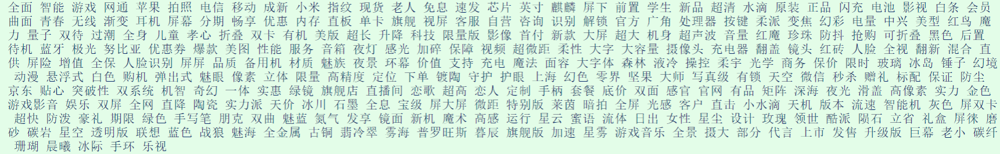 全面 智能 游戏 网通 苹果 拍照 电信 移动 成新 小米 指纹 现货 老人 免息 速发 芯片 英寸 麒麟 屏下 前置 学生 新品 超清 水滴 原装 正品 闪充 电池 影视 白条 会员
曲面 青春 无线 渐变 耳机 屏幕 分期 畅享 优惠 内存 直板 单卡 旗舰 视屏 客服 自营 咨询 识别 解锁 官方 广角 处理器 按键 柔派 变焦 幻彩 电量 中兴 美型 红鸟 魔
力 量子 双待 过潮 全身 儿童 孝心 折叠 双卡 有机 美版 超长 升降 科技 限量版 影像 首付 新款 大屏 超大 机身 超声波 音量 红魔 珍珠 防抖 抢购 可折叠 黑色 后置
待机 蓝牙 极光 努比亚 优惠券 爆款 美图 性能 服务 音箱 夜灯 感光 加碎 保障 视频 超微距 柔性 大字 大容量 摄像头 充电器 翻盖 镜头 红砖 人脸 全视 翻新 混合 直
供 屏险 增值 全保 人脸识别 屏屏 品质 备用机 材质 魅族 夜景 环幕 价值 支持 充电 魔法 面容 大字体 森林 液冷 操控 柔宇 光学 商务 保价 限时 玻璃 冰岛 锤子 幻境
动漫 悬浮式 白色 购机 弹出式 魅眼 像素 立体 限量 高精度 定位 下单 镀陶 守护 护眼 上海 幻色 零界 坚果 大师 写真级 有锁 天空 微信 秒杀 赠礼 标配 保证 防尘
京东 贴心 突破性 双系统 机智 奇幻 一体 实惠 绿镜 旗舰店 直播间 恋歌 超高 恋人 定制 手柄 套餐 底价 双面 感官 官网 有品 矩阵 深海 夜光 滑盖 高像素 实力 金色
游戏影音 娱乐 双屏 全网 直降 陶瓷 实力派 天价 冰川 石墨 全息 宝级 屏大屏 微距 特别版 莱茵 暗拍 全屏 光感 客户 直击 小水滴 天机 版本 流速 智能机 灰色 屏双卡
超快 防泼 豪礼 期限 绿色 手写笔 朋克 双曲 魅蓝 氮气 发享 镜面 新机 魔术 高感 运行 星云 蜜语 流体 日出 女性 星尘 设计 玫瑰 领世 酷派 陨石 立省 礼盒 屏徕 磨
砂 碳岩 星空 透明版 联想 蓝色 战狼 魅海 全金属 古铜 翡冷翠 雾海 普罗旺斯 暮辰 旗舰版 加速 星雾 游戏音乐 全景 摄大 部分 代言 上市 发售 升级版 巨幕 老小 碳纤
珊瑚 晨曦 冰际 手环 乐视